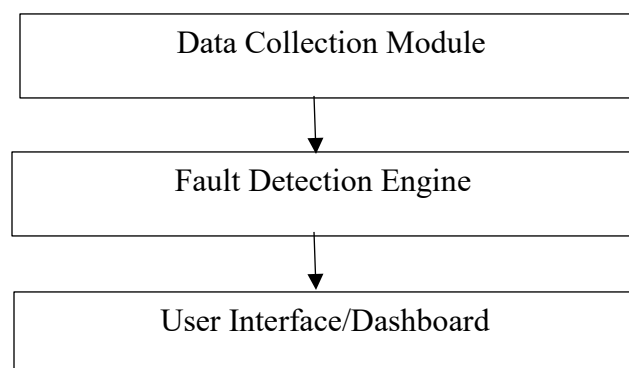 Data Collection Module
Fault Detection Engine
User Interface/Dashboard